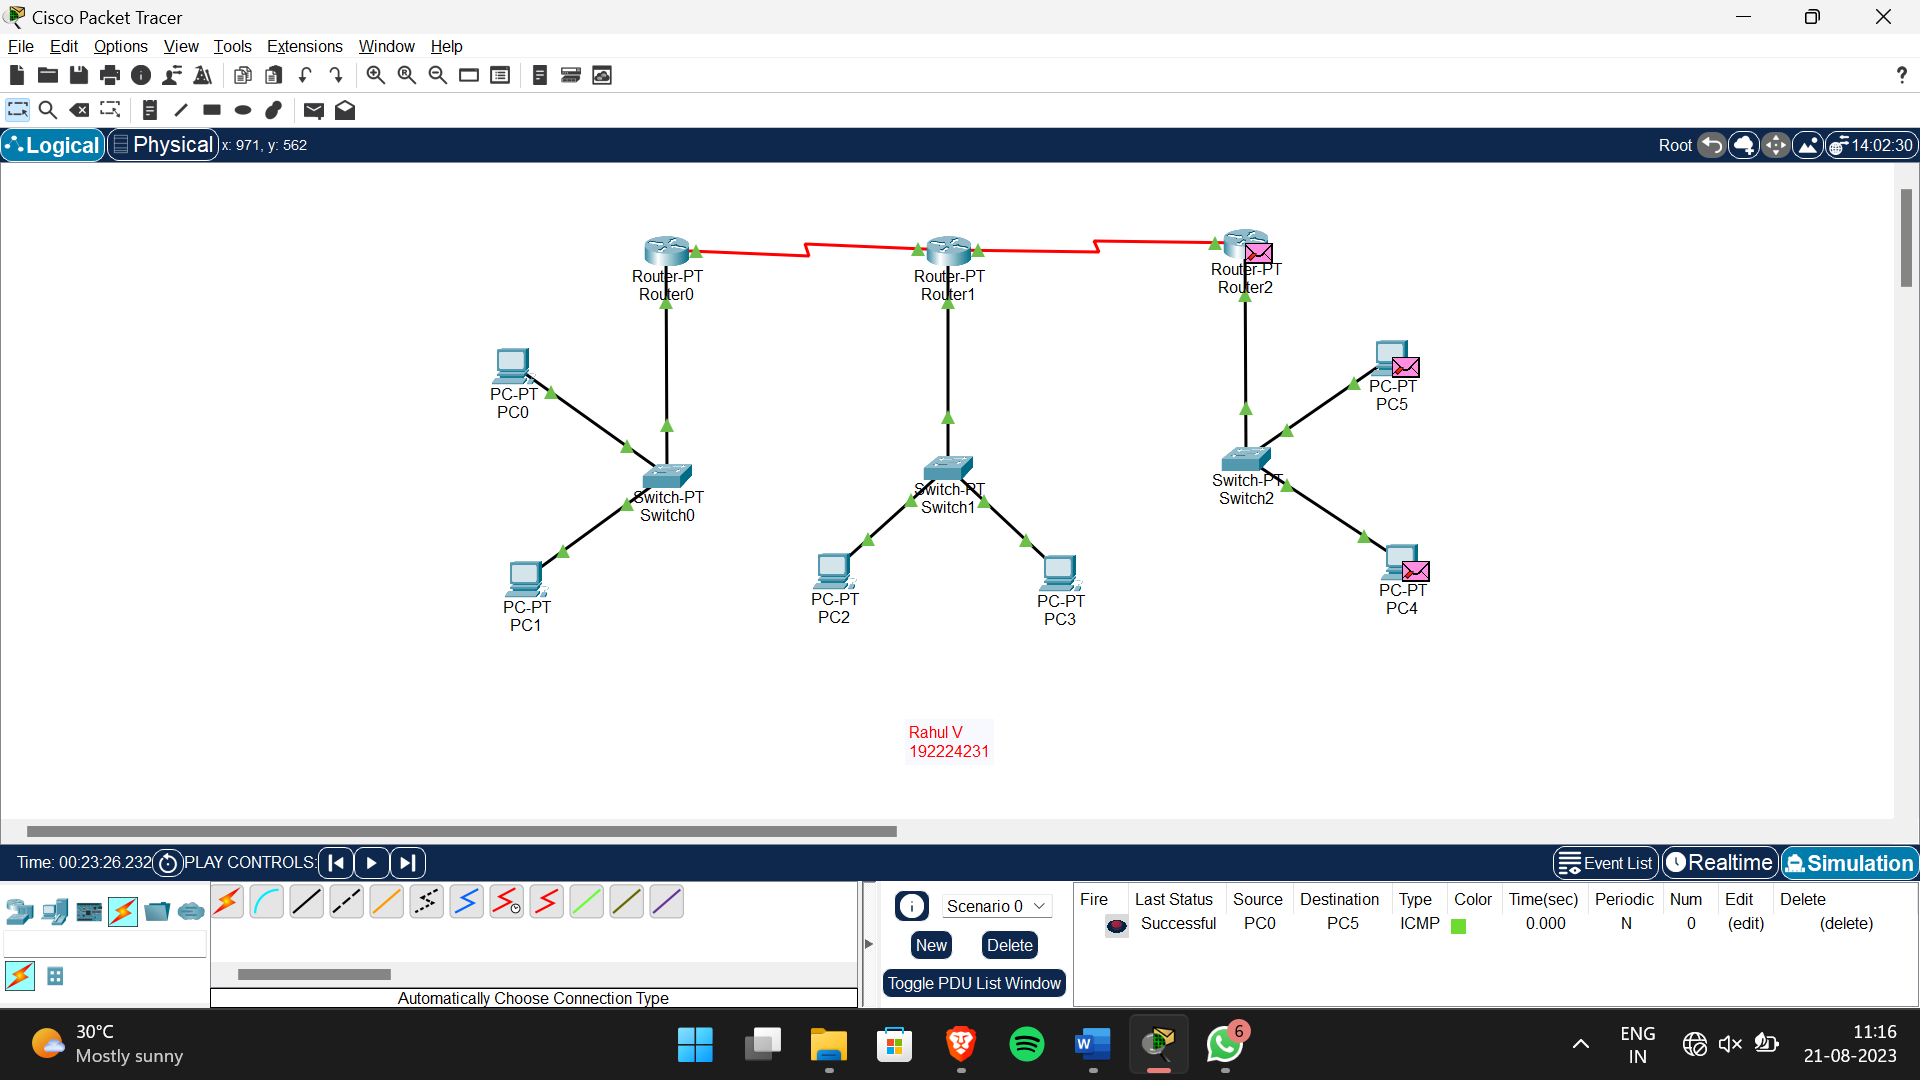 Cisco Packet Tracer
File Edit Options View Tools Extensions Window Help
?
Logical Physical x: 971, y: 562 Root 14:02:30
Router-PT
Router0
Router-PT
Router1
Router-PT
Router2
PC-PT
PC0
PC-PT
PC5
Switch-PT
Switch0
Switch-PT
Switch1
Switch-PT
Switch2
PC-PT
PC1
PC-PT
PC2
PC-PT
PC3
PC-PT
PC4
Rahul V
192224231
Time: 00:23:26.232 PLAY CONTROLS: Event List Realtime Simulation
Scenario 0
New Delete
Toggle PDU List Window
Fire Last Status Source Destination Type Color Time(sec) Periodic Num Edit Delete
Successful PC0 PC5 ICMP 0.000 N 0 (edit) (delete)
Automatically Choose Connection Type
30°C
Mostly sunny
W
6
ENG
IN
11:16
21-08-2023